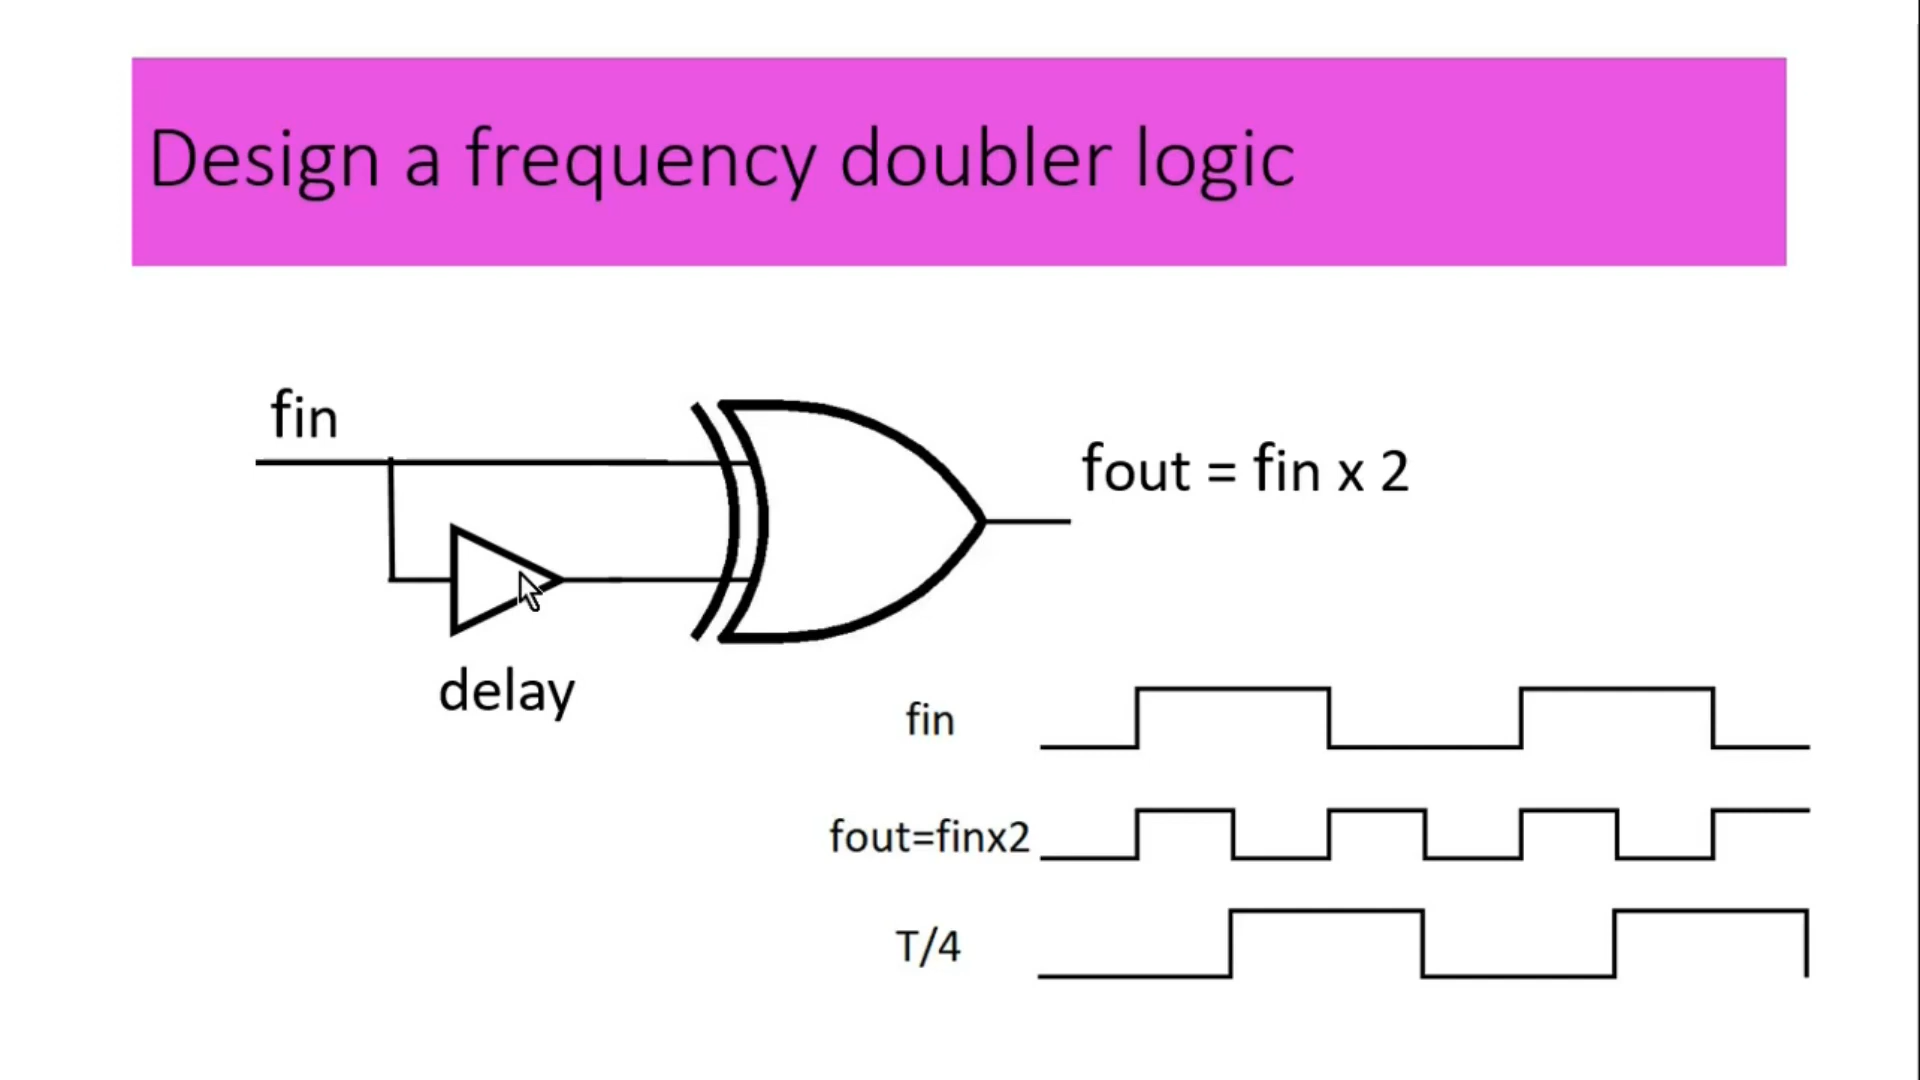 Design a frequency doubler logic
fin
fout = fin x 2
delay
fin
fout=finx2
T/4